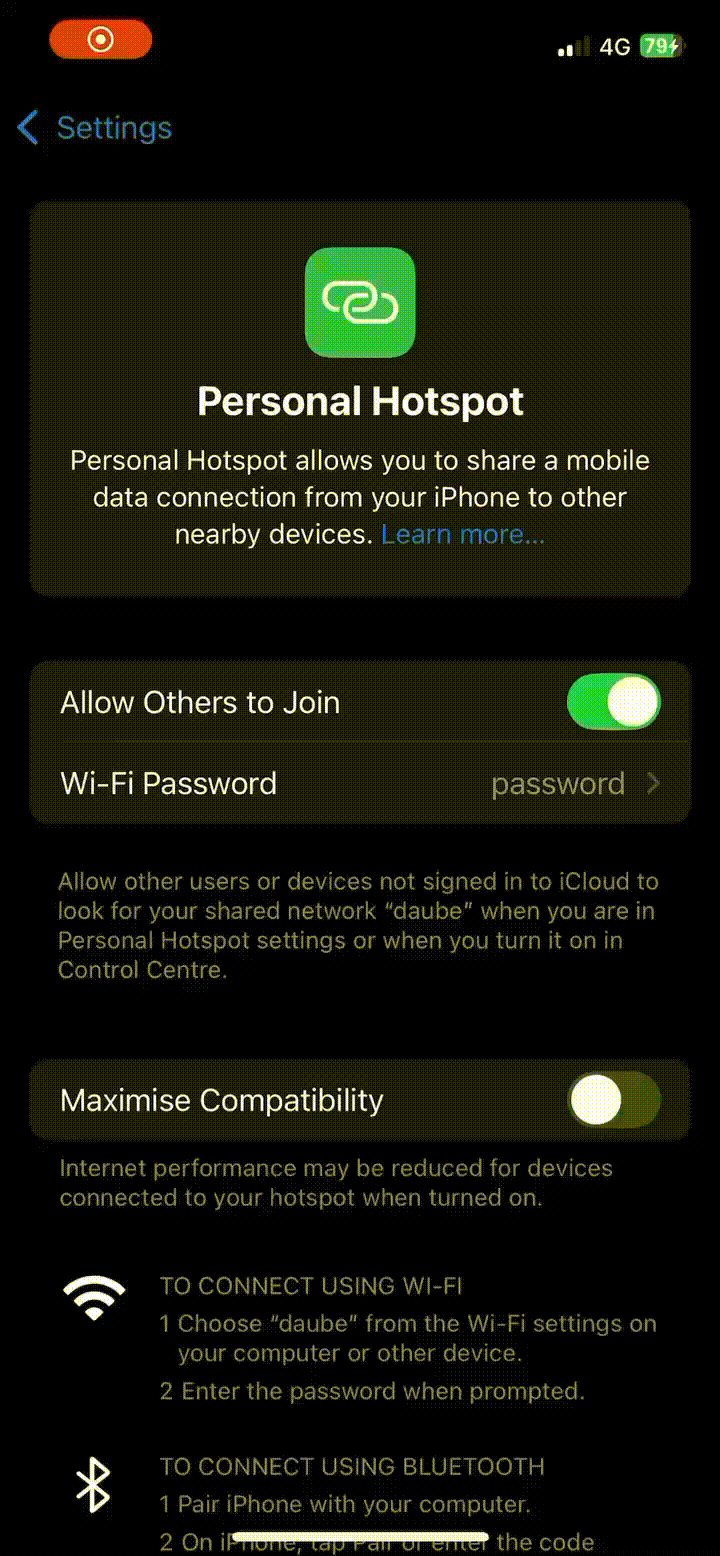 4G 79
Settings
Personal Hotspot
Personal Hotspot allows you to share a mobile
data connection from your iPhone to other
nearby devices. Learn more...
Allow Others to Join
Wi-Fi Password password
Allow other users or devices not signed in to iCloud to
look for your shared network “daube” when you are in
Personal Hotspot settings or when you turn it on in
Control Centre.
Maximise Compatibility
Internet performance may be reduced for devices
connected to your hotspot when turned on.
TO CONNECT USING WI-FI
1 Choose “daube” from the Wi-Fi settings on
your computer or other device.
2 Enter the password when prompted.
TO CONNECT USING BLUETOOTH
1 Pair iPhone with your computer.
2 On iPhone, tap Pair or enter the code